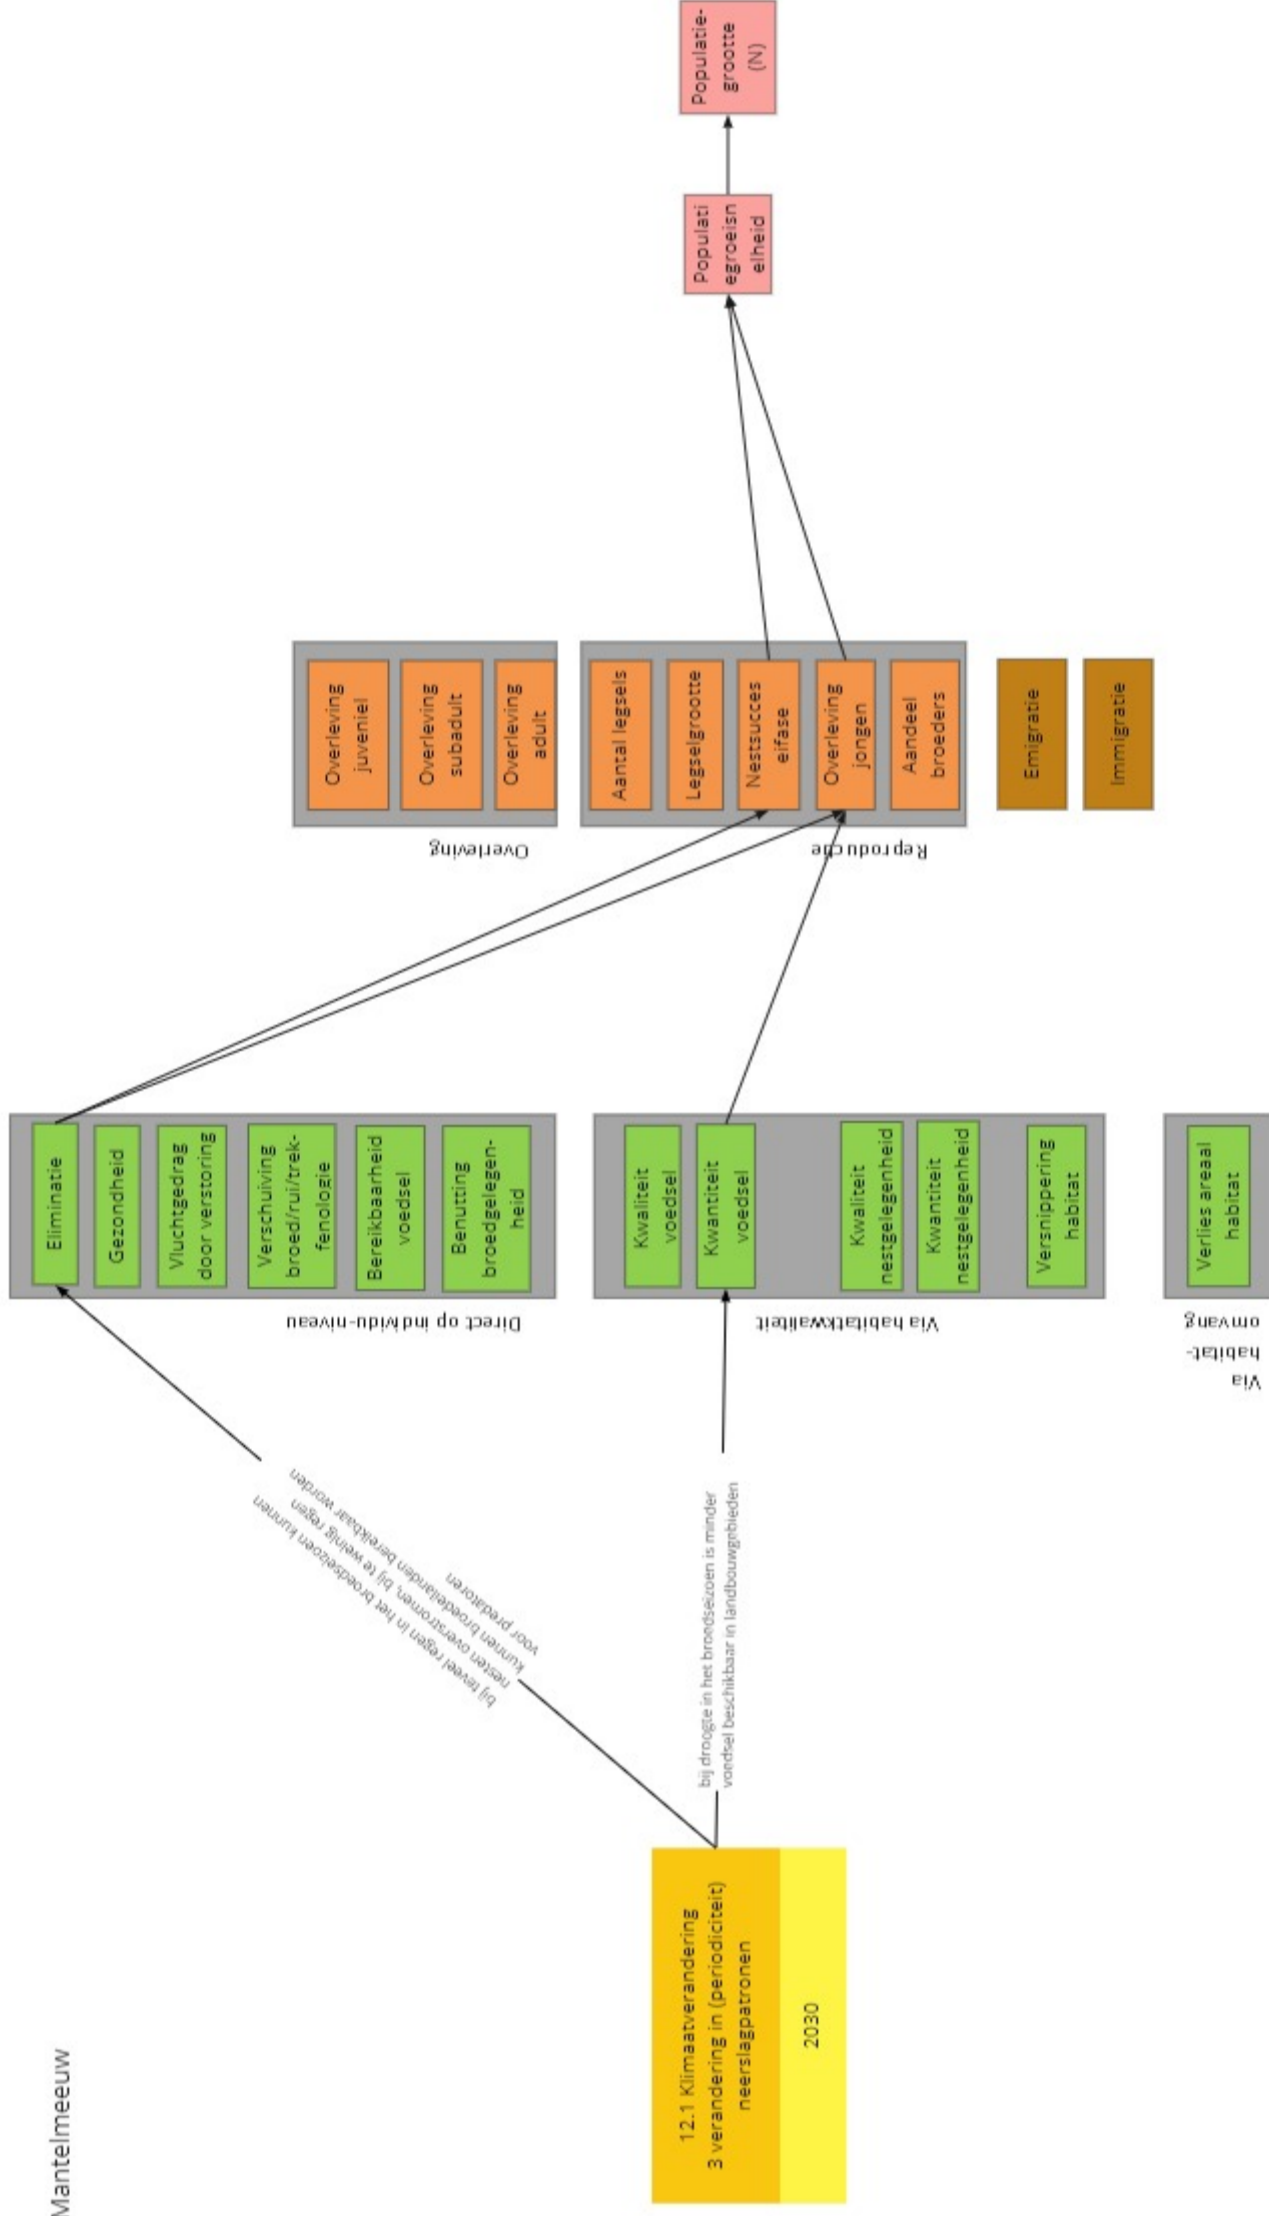 Mantelmeeuw
12.1 Klimaatverandering
3 verandering in (periodiciteit)
neerslagpatronen
2030
bij teveel regen in het broedseizoen kunnen
nesten overstromen, bij te weinig regen
kunnen broedeilanden bereikbaar worden
voor predatoren
bij droogte in het broedseizoen is minder
voedsel beschikbaar in landbouwgebieden
Direct op individu-niveau
Eliminatie
Gezondheid
Vluchtgedrag
door verstoring
Verschuiving
broed/rui/trek-
fenologie
Bereikbaarheid
voedsel
Benutting
broedgelegen-
heid
Via habitatkwaliteit
Kwaliteit
voedsel
Kwantiteit
voedsel
Kwaliteit
nestgelegenheid
Kwantiteit
nestgelegenheid
Versnippering
habitat
Via
habitat-
omvang
Verlies areaal
habitat
Overleving
Overleving
juveniel
Overleving
subadult
Overleving
adult
Reproductie
Aantal legsels
Legselgrootte
Nestsucces
eifase
Overleving
jongen
Aandeel
broeders
Emigratie
Immigratie
Populati
egroeisn
elheid
Populatie-
grootte
(N)